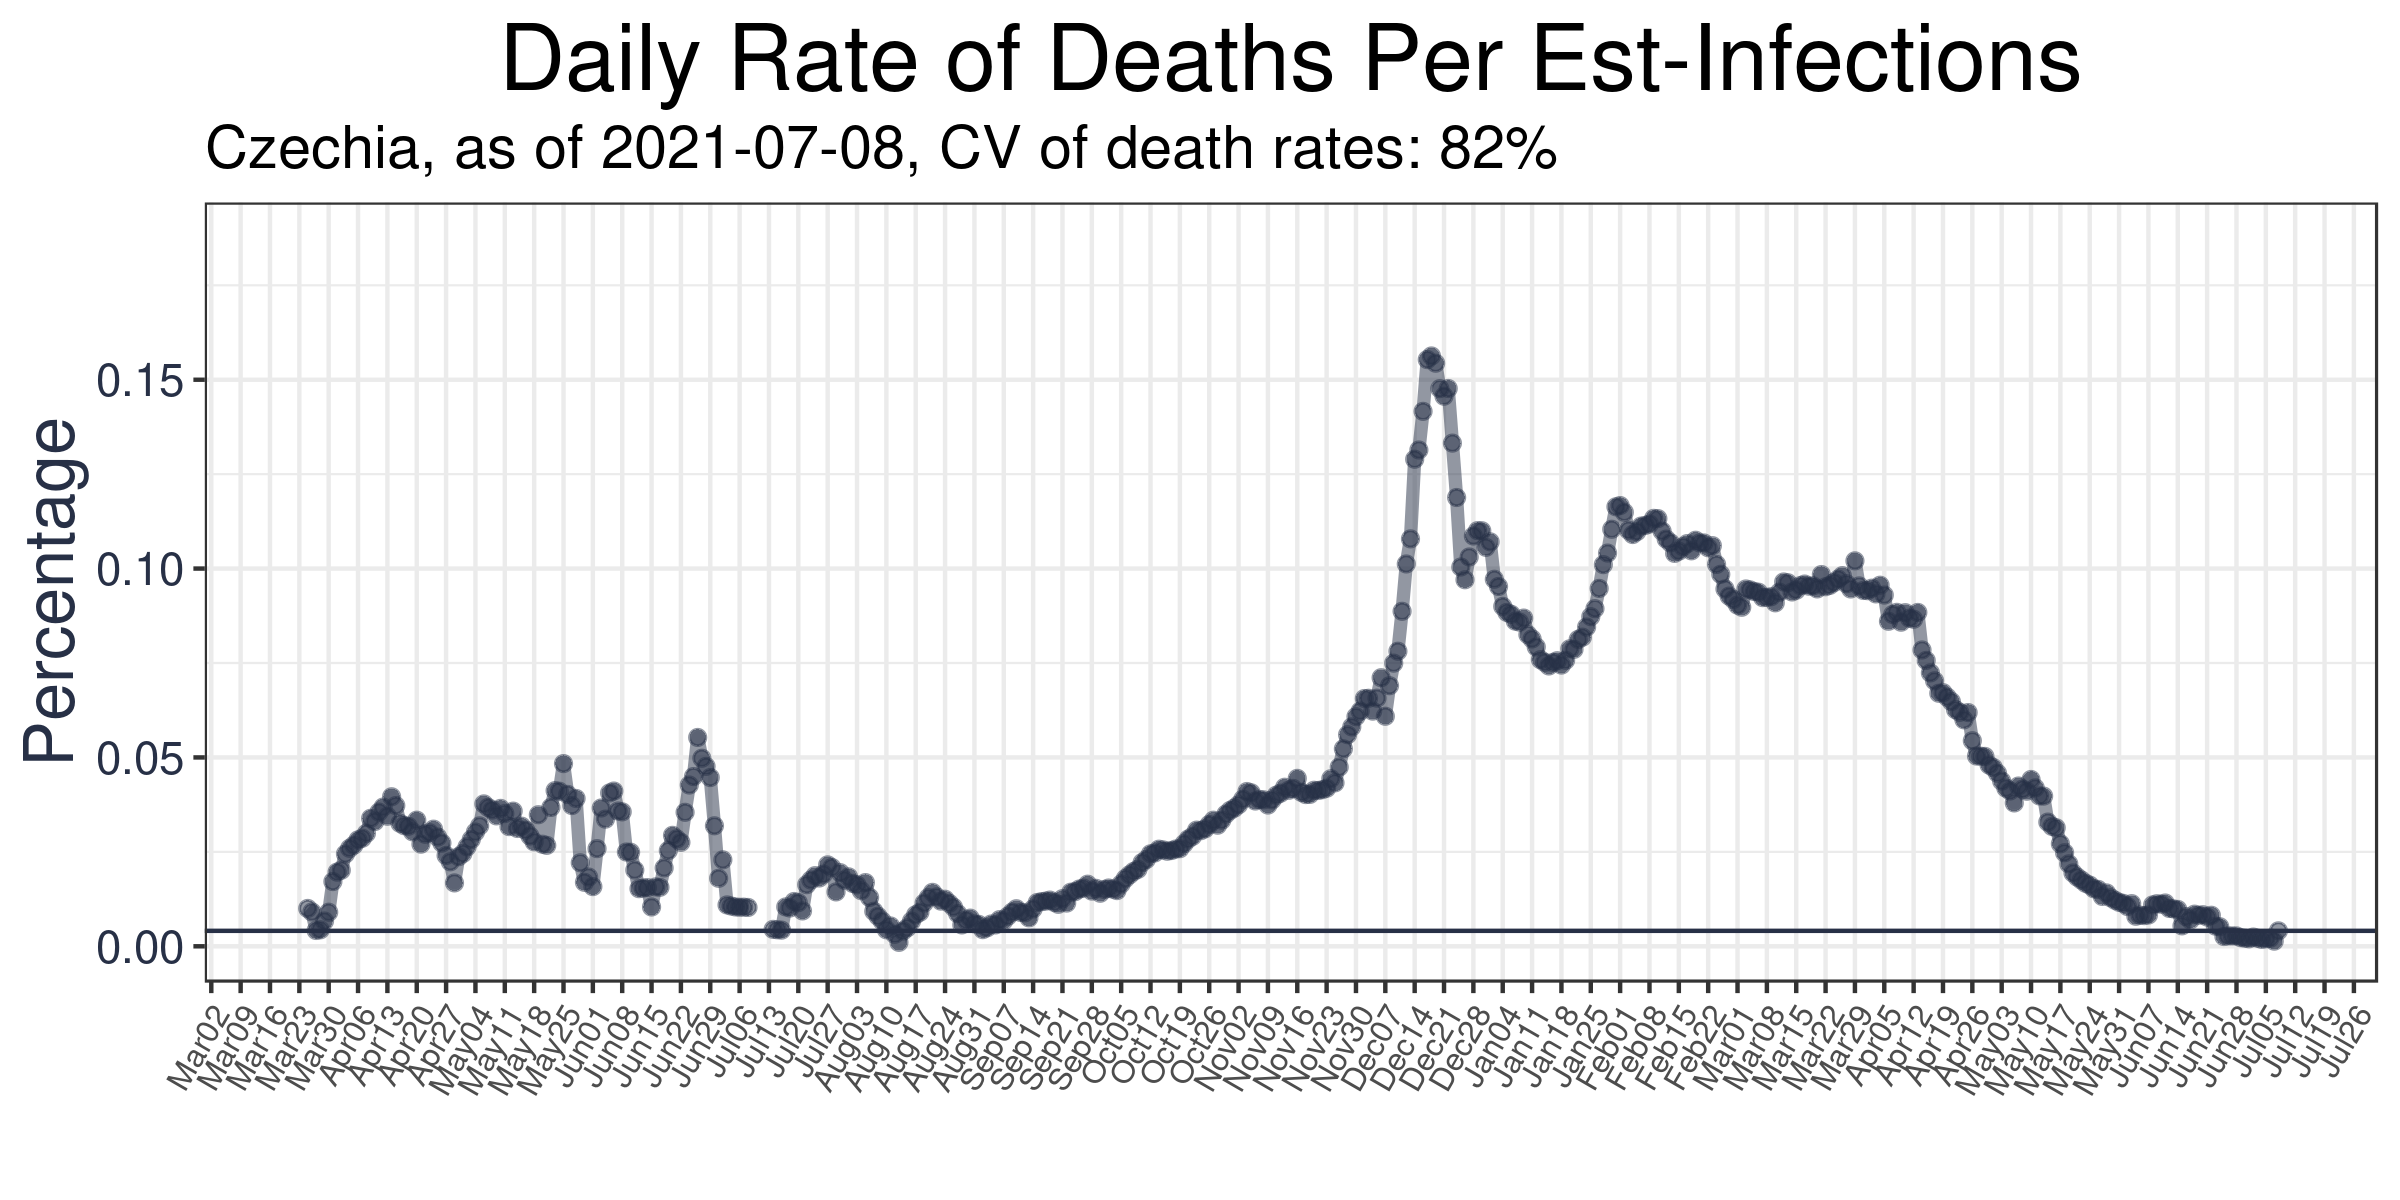 Daily Rate of Deaths Per Est-Infections
Czechia, as of 2021-07-08, CV of death rates: 82%
Percentage
0.15
0.10
0.05
0.00
Mar02
Mar09
Mar16
Mar23
Mar30
Apr06
Apr13
Apr20
Apr27
May04
May11
May18
May25
Jun01
Jun08
Jun15
Jun22
Jun29
Jul06
Jul13
Jul20
Jul27
Aug03
Aug10
Aug17
Aug24
Aug31
Sep07
Sep14
Sep21
Sep28
Oct05
Oct12
Oct19
Oct26
Nov02
Nov09
Nov16
Nov23
Nov30
Dec07
Dec14
Dec21
Dec28
Jan04
Jan11
Jan18
Jan25
Feb01
Feb08
Feb15
Feb22
Mar01
Mar08
Mar15
Mar22
Mar29
Apr05
Apr12
Apr19
Apr26
May03
May10
May17
May24
May31
Jun07
Jun14
Jun21
Jun28
Jul05
Jul12
Jul19
Jul26